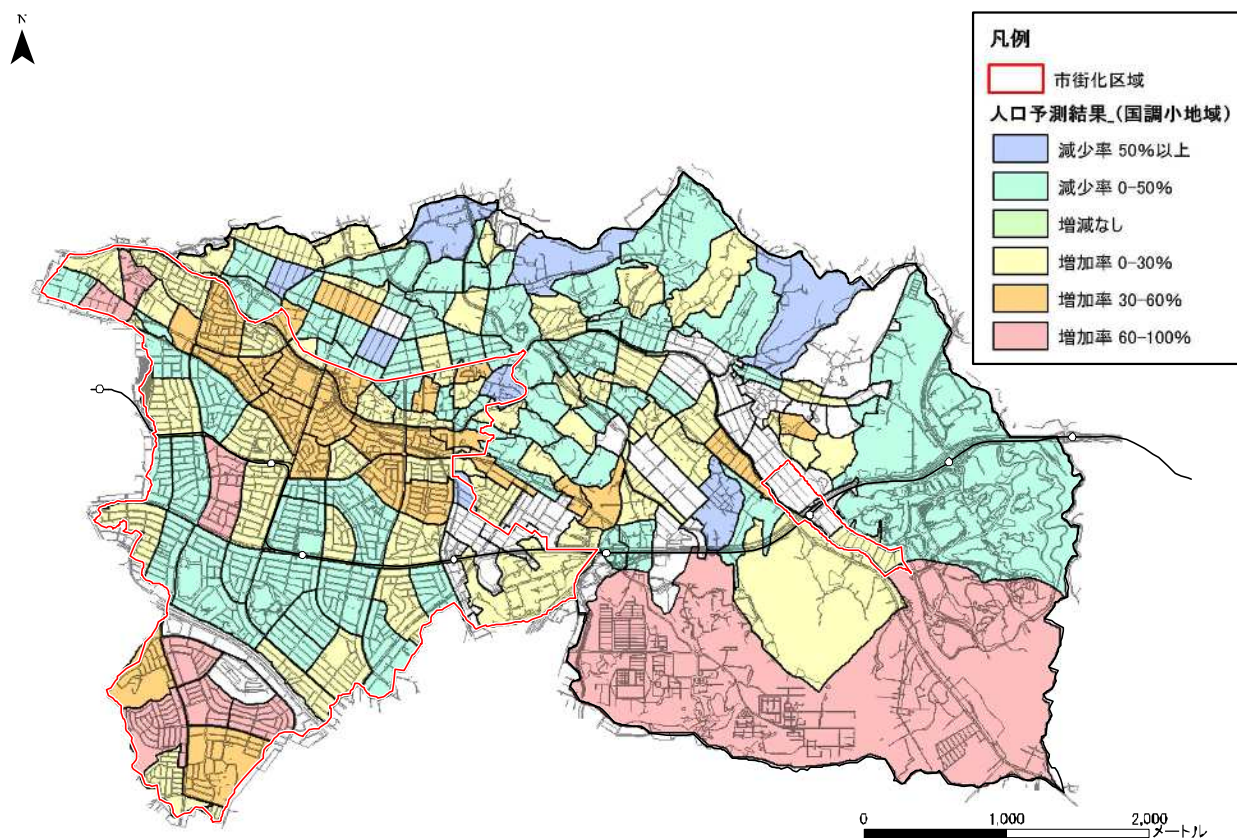 N
凡例
市街化区域
人口予測結果_(国調小地域)
減少率 50%以上
減少率 0-50%
増減なし
増加率 0-30%
増加率 30-60%
増加率 60-100%
0 1,000 2,000
メートル